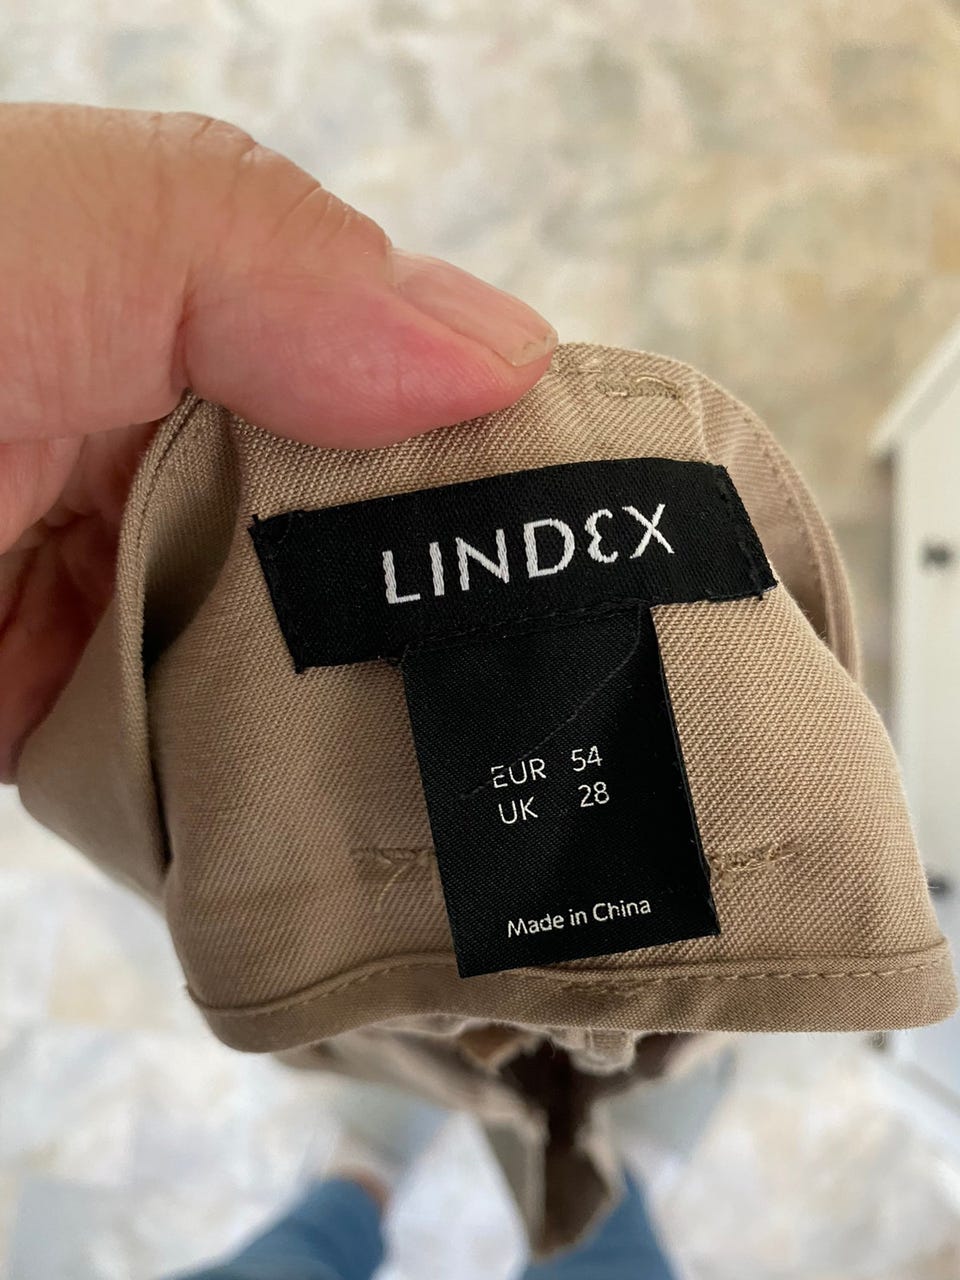 LINDEX
EUR 54
UK 28
Made in China